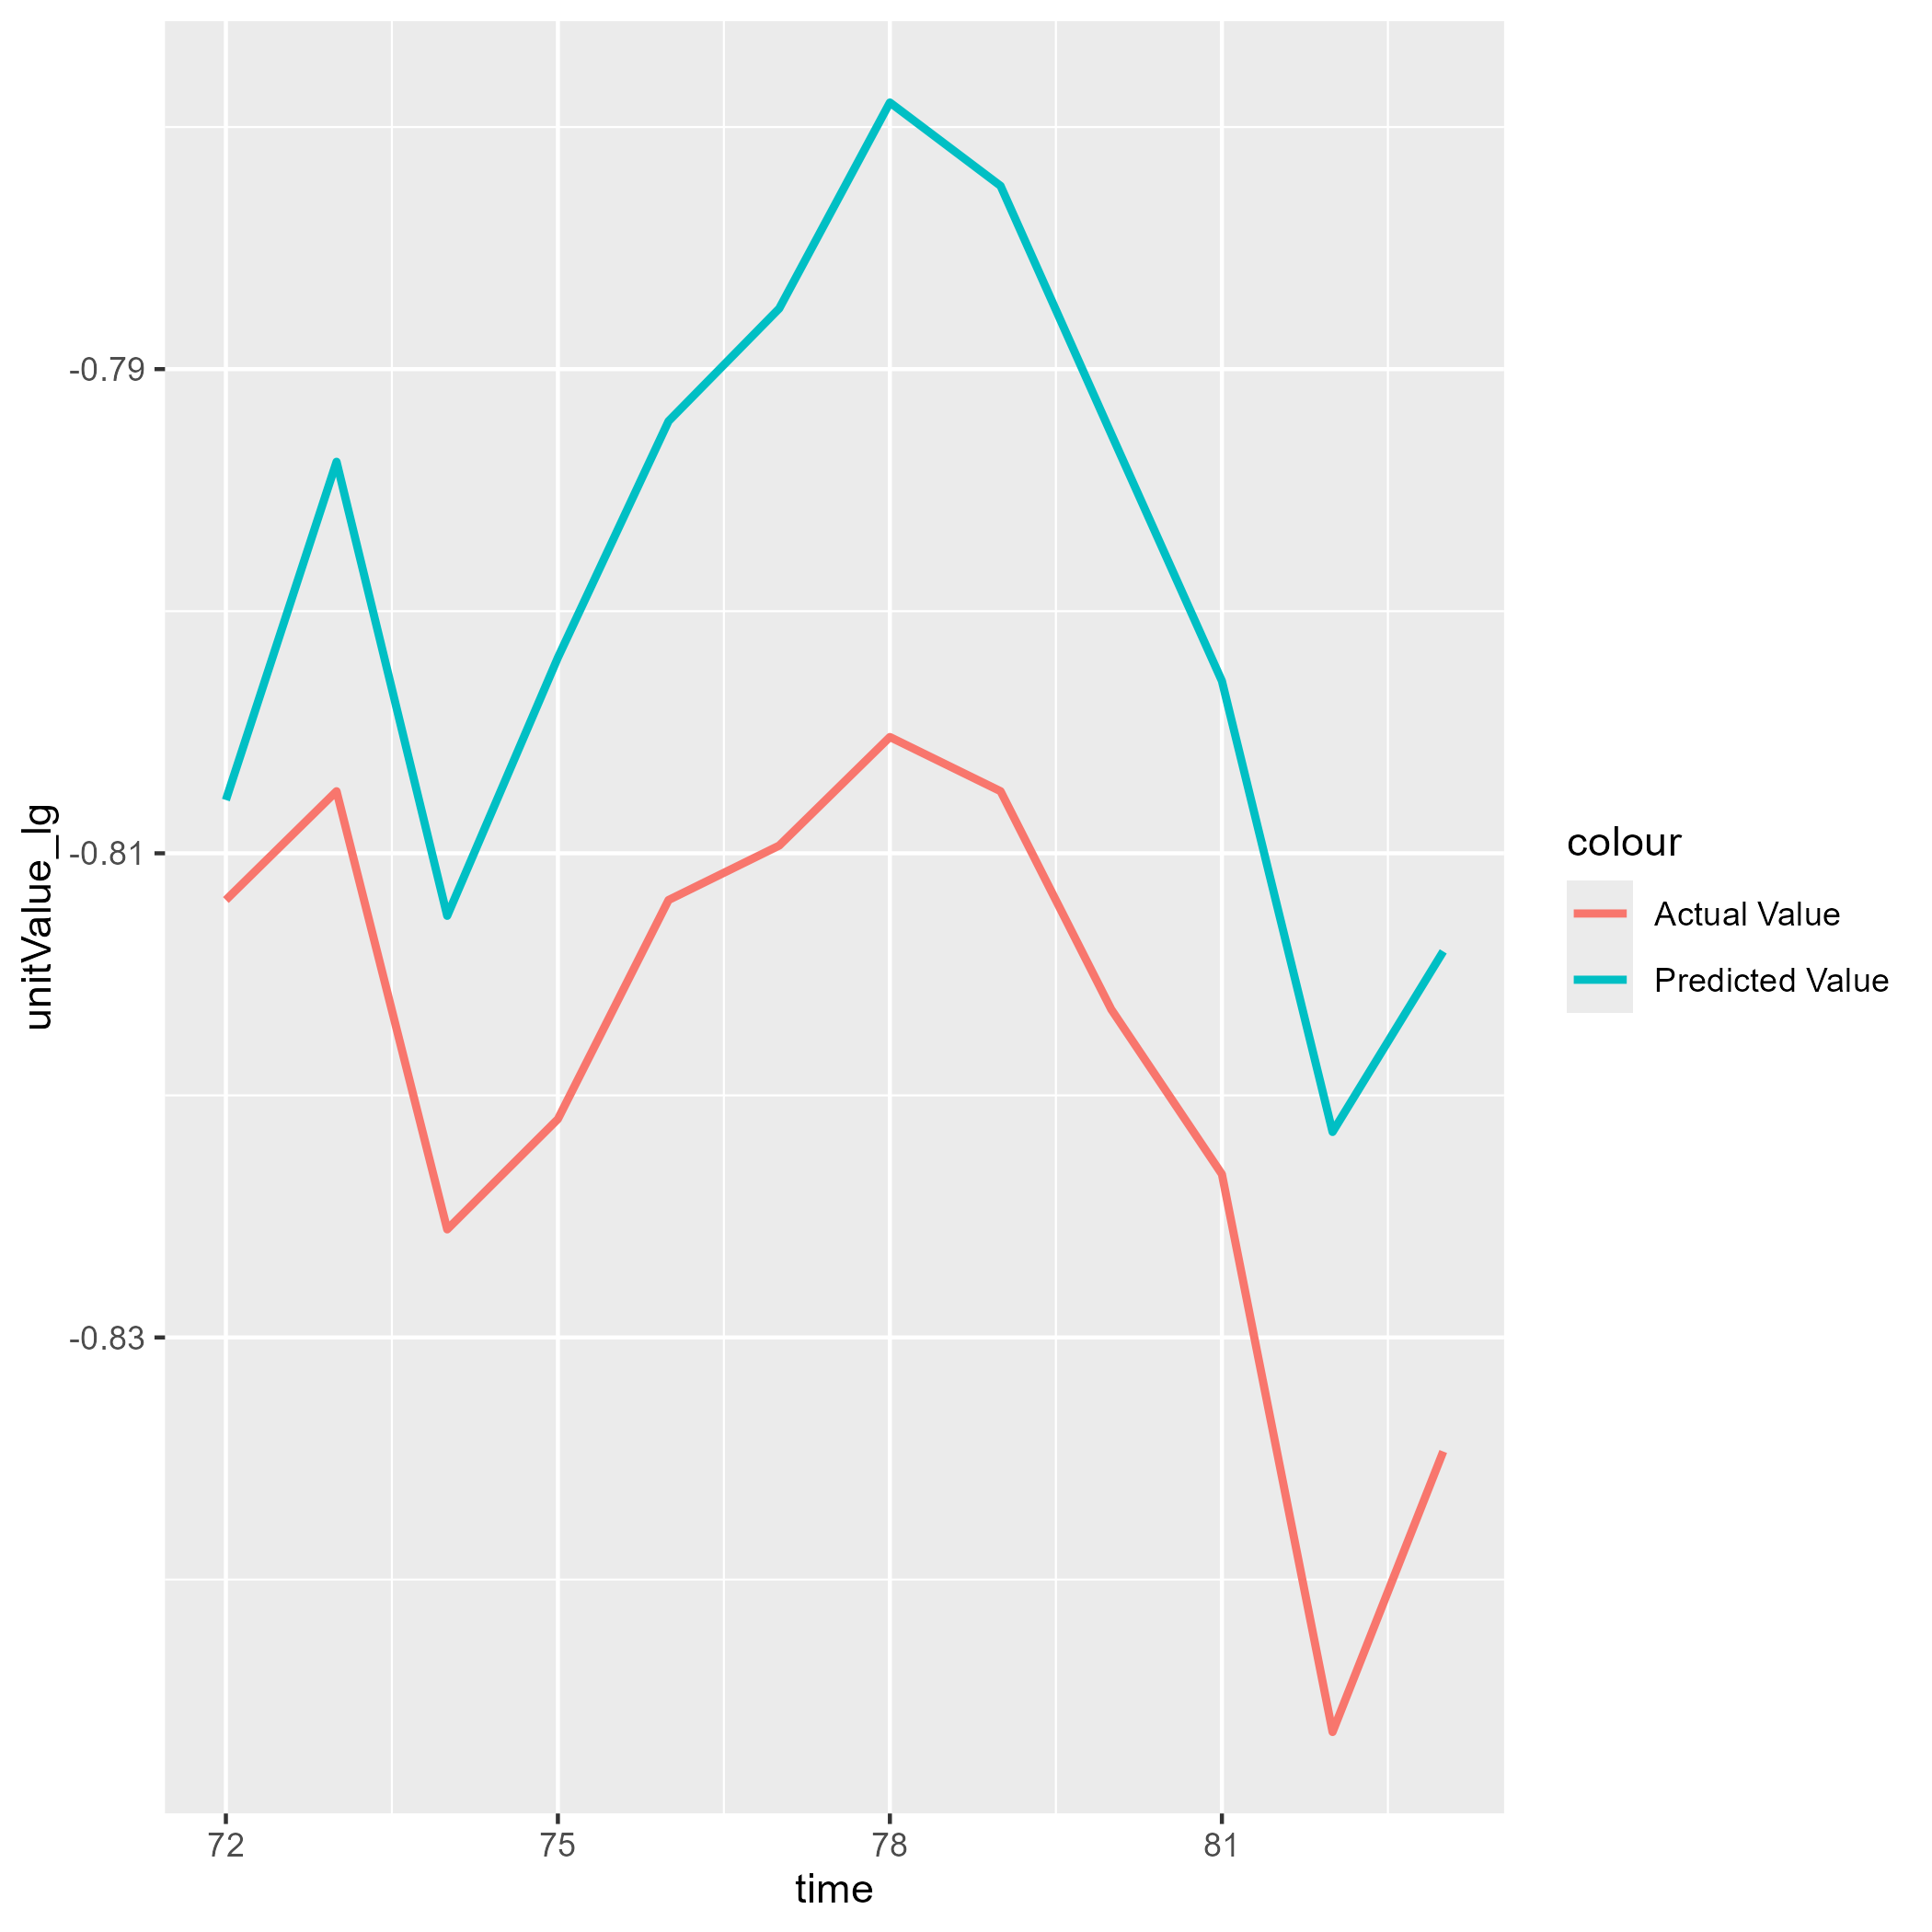 unitValue_lg
-0.79
-0.81
-0.83
72
75
78
81
time
colour
Actual Value
Predicted Value